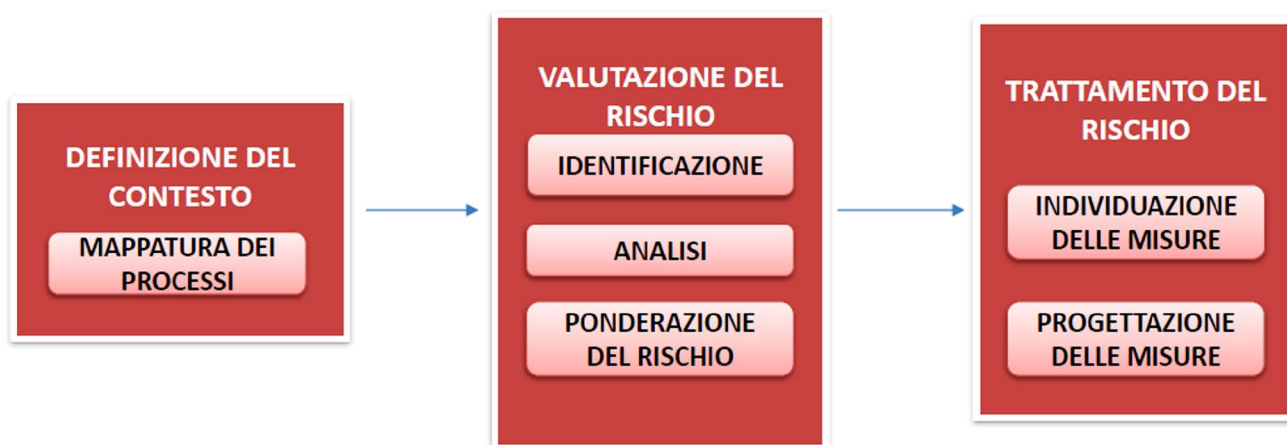 DEFINIZIONE DEL
CONTESTO
MAPPATURA DEI
PROCESSI
VALUTAZIONE DEL
RISCHIO
IDENTIFICAZIONE
ANALISI
PONDERAZIONE
DEL RISCHIO
TRATTAMENTO DEL
RISCHIO
INDIVIDUAZIONE
DELLE MISURE
PROGETTAZIONE
DELLE MISURE